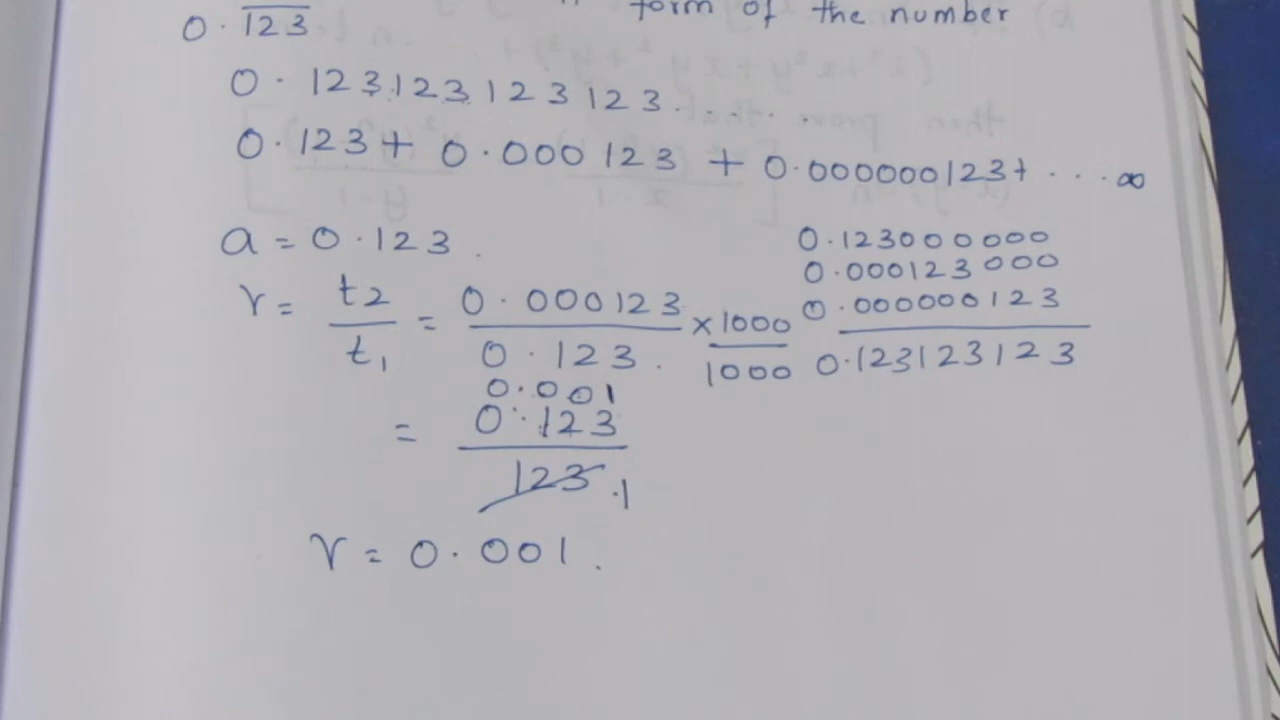 form of the number
0.\overline{123}
0.123123123123.....
0.123 + 0.000123 + 0.000000123 + .... ∞
a = 0.123.
r = t2/t1 = 0.000123/0.123. × 1000/1000
0.123000000
0.000123000
0.000000123
0.123123123
0.001
= 0.123/123 .1
r = 0.001.